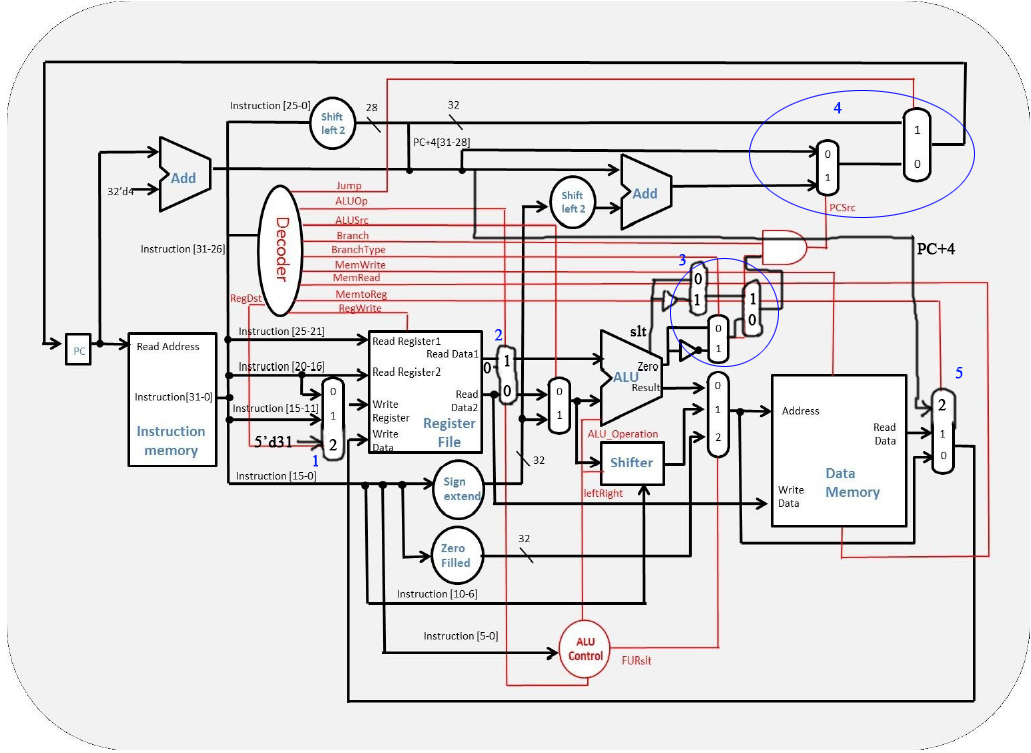 4
Instruction [25-0]
Shift
left 2
28
32
1
PC+4[31-28]
0
0
1
Add
32'd4
Jump
ALUOp
ALUSrc
Branch
BranchType
MemWrite
MemRead
MemtoReg
RegWrite
RegDst
Decoder
Shift
left 2
Add
PCSrc
PC+4
Instruction [31-26]
3
0
1
1
0
0
1
slt
PC
Read Address
Instruction[31-0]
Instruction
memory
Instruction [25-21]
Instruction [20-16]
Instruction [15-11]
5'd31
Instruction [15-0]
0
1
2
1
Read Register1
Read Data1
Read Register2
Read
Data2
Write
Register
Write
Data
Register
File
2
1
0
0
0
1
ALU
Zero
Result
0
1
2
ALU_Operation
Shifter
leftRight
32
Sign
extend
Zero
Filled
32
Address
Read
Data
Write
Data
Data
Memory
5
2
1
0
Instruction [10-6]
Instruction [5-0]
ALU
Control
FURslt